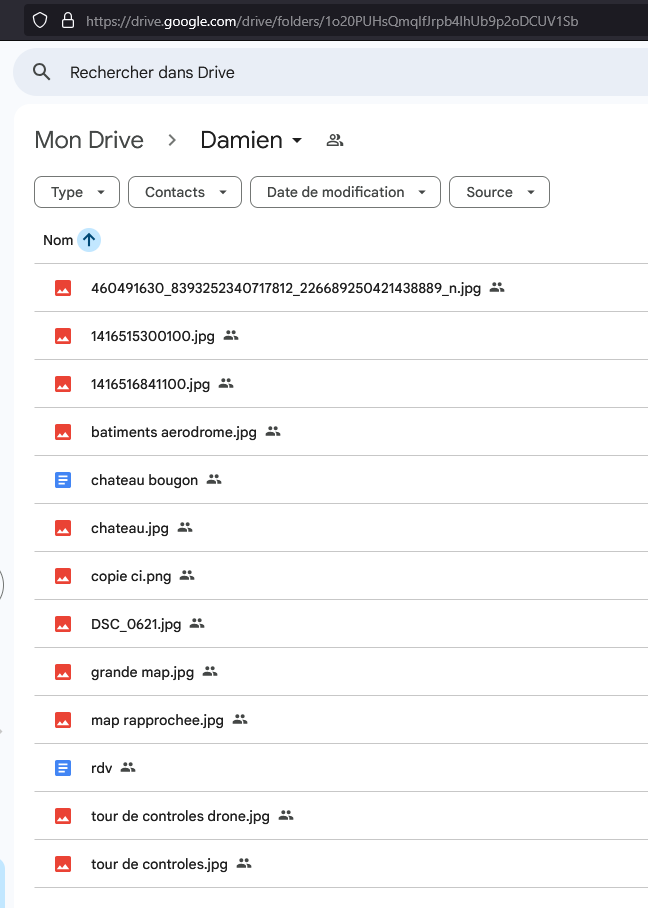 https://drive.google.com/drive/folders/1o20PUHsQmqIfJrpb4IhUb9p2oDCUV1Sb
Rechercher dans Drive
Mon Drive > Damien
Type Contacts Date de modification Source
Nom
460491630_8393252340717812_226689250421438889_n.jpg
1416515300100.jpg
1416516841100.jpg
batiments aerodrome.jpg
chateau bougon
chateau.jpg
copie ci.png
DSC_0621.jpg
grande map.jpg
map rapprochee.jpg
rdv
tour de controles drone.jpg
tour de controles.jpg